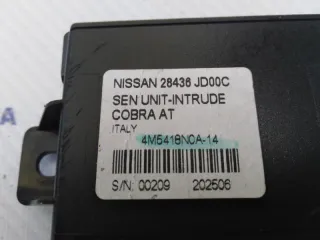 NISSAN 28436 JD00C
SEN UNIT-INTRUDE
COBRA AT
ITALY
4M5418N0A-14
S/N: 00209 202506